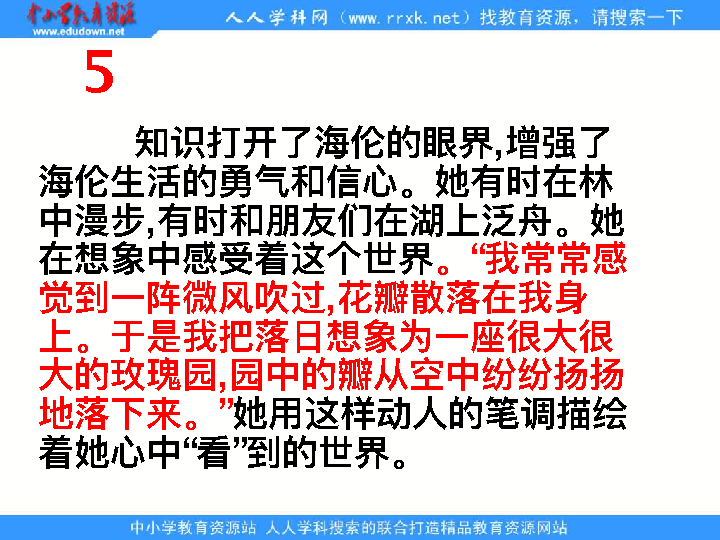 中小学教育资源
www.edudown.net
人人学科网（www.rrxk.net）找教育资源，请搜索一下
5
知识打开了海伦的眼界,增强了
海伦生活的勇气和信心。她有时在林
中漫步,有时和朋友们在湖上泛舟。她
在想象中感受着这个世界。“我常常感
觉到一阵微风吹过,花瓣散落在我身
上。于是我把落日想象为一座很大很
大的玫瑰园,园中的瓣从空中纷纷扬扬
地落下来。”她用这样动人的笔调描绘
着她心中“看”到的世界。
中小学教育资源站 人人学科搜索的联合打造精品教育资源网站